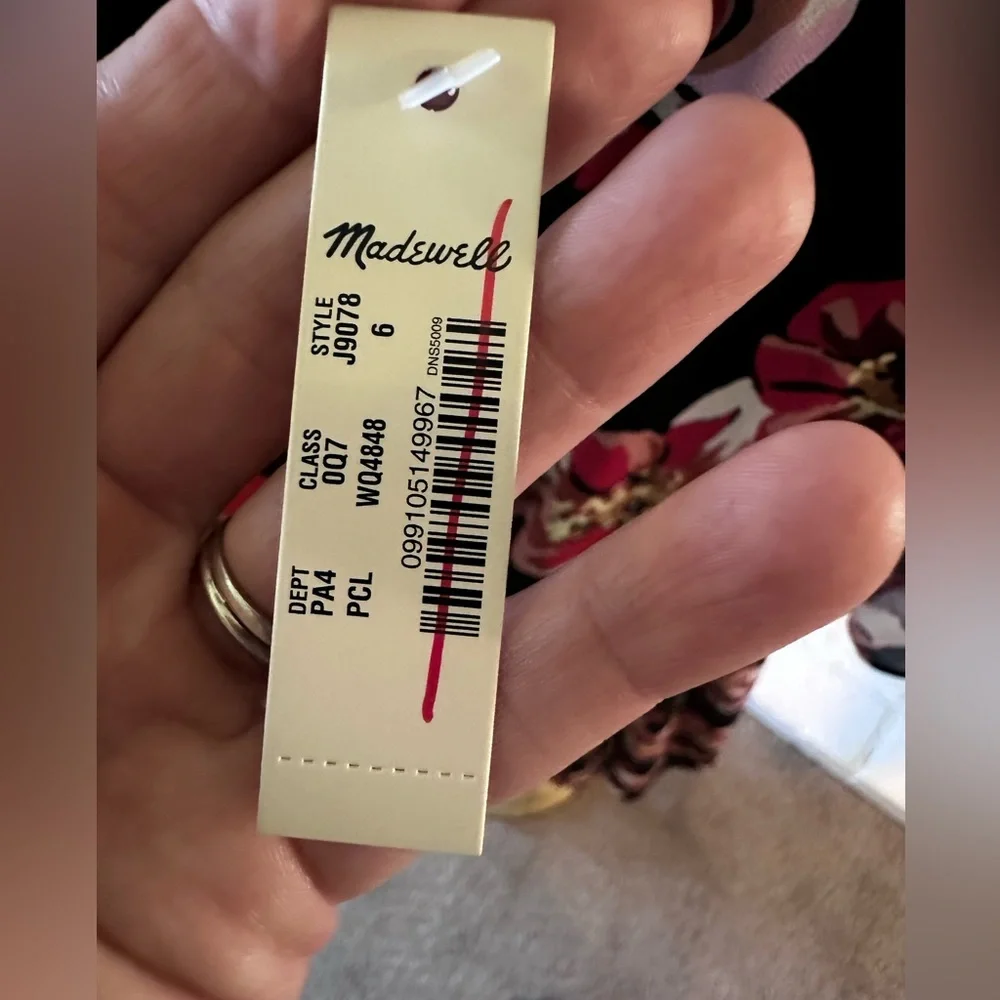 Madewell
DEPT CLASS STYLE
PA4 0Q7 J9078
PCL WQ4848 6
099105149967 DNS5009